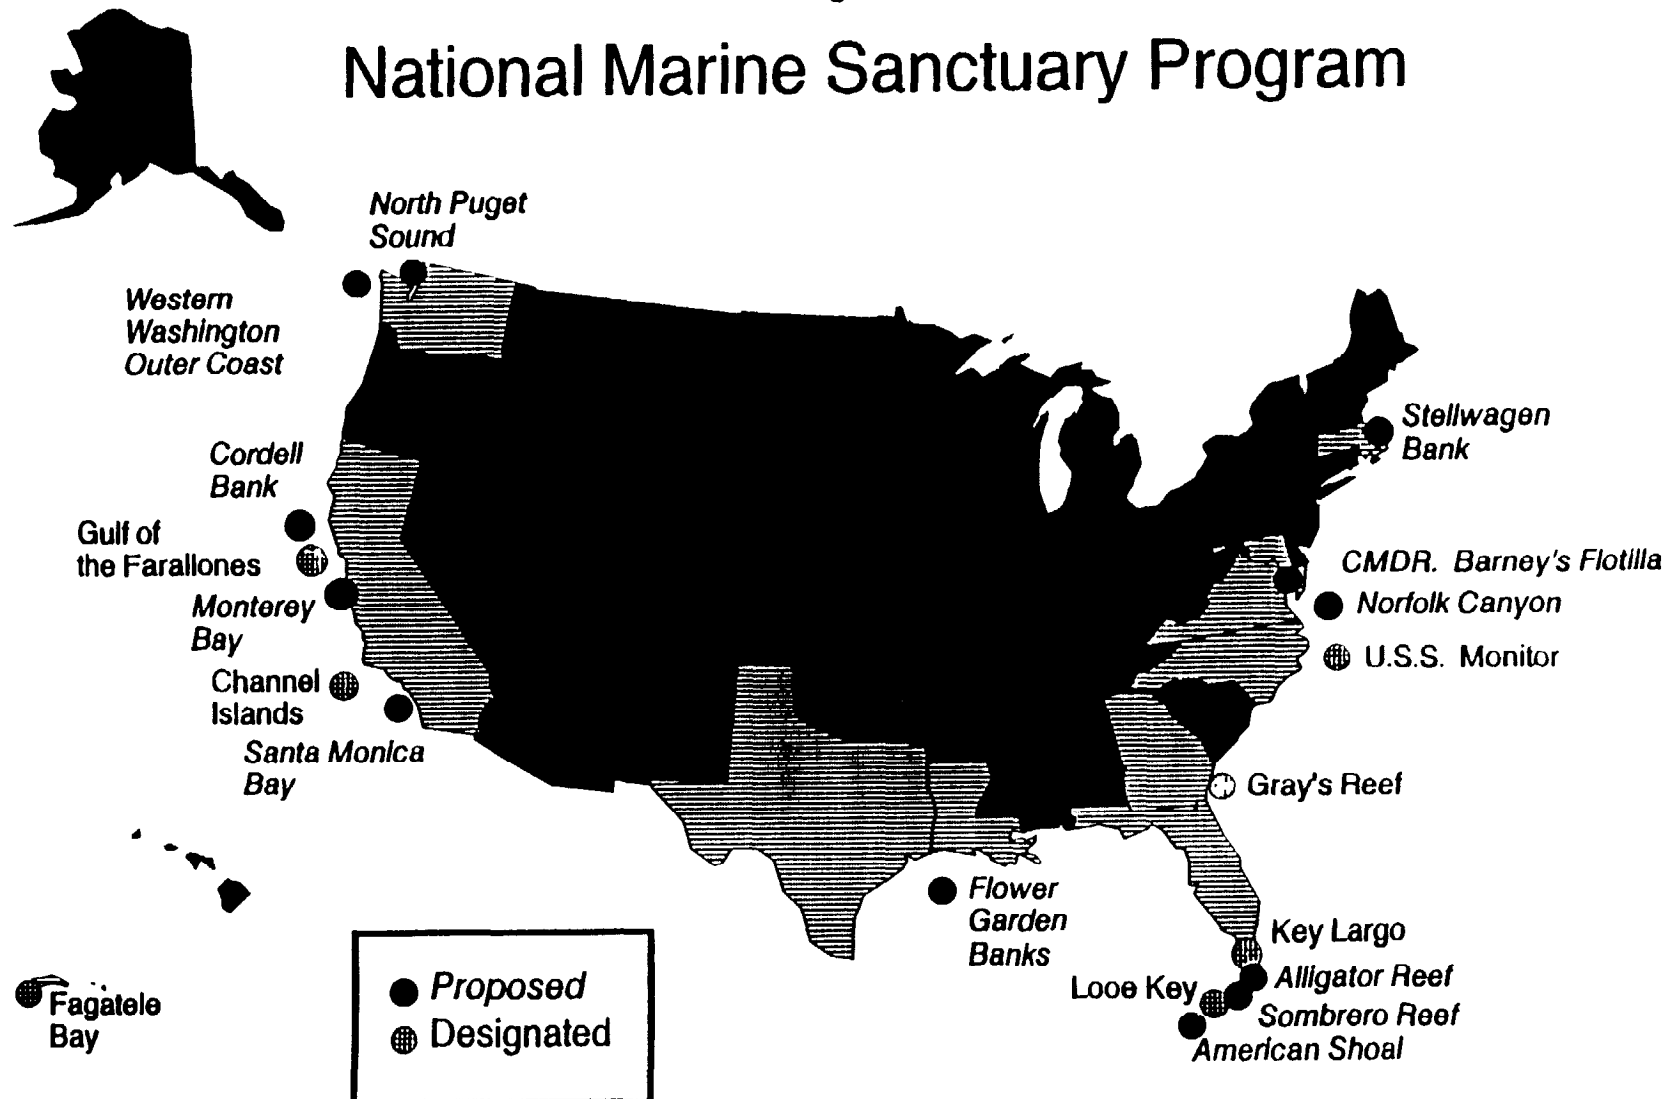 National Marine Sanctuary Program
North Puget
Sound
Western
Washington
Outer Coast
Stellwagen
Bank
Cordell
Bank
Gulf of
the Farallones
CMDR. Barney's Flotilla
Monterey
Bay
Norfolk Canyon
U.S.S. Monitor
Channel
Islands
Santa Monica
Bay
Gray's Reef
Flower
Garden
Banks
Key Largo
Alligator Reef
Looe Key
Sombrero Reef
American Shoal
Fagatele
Bay
Proposed
Designated